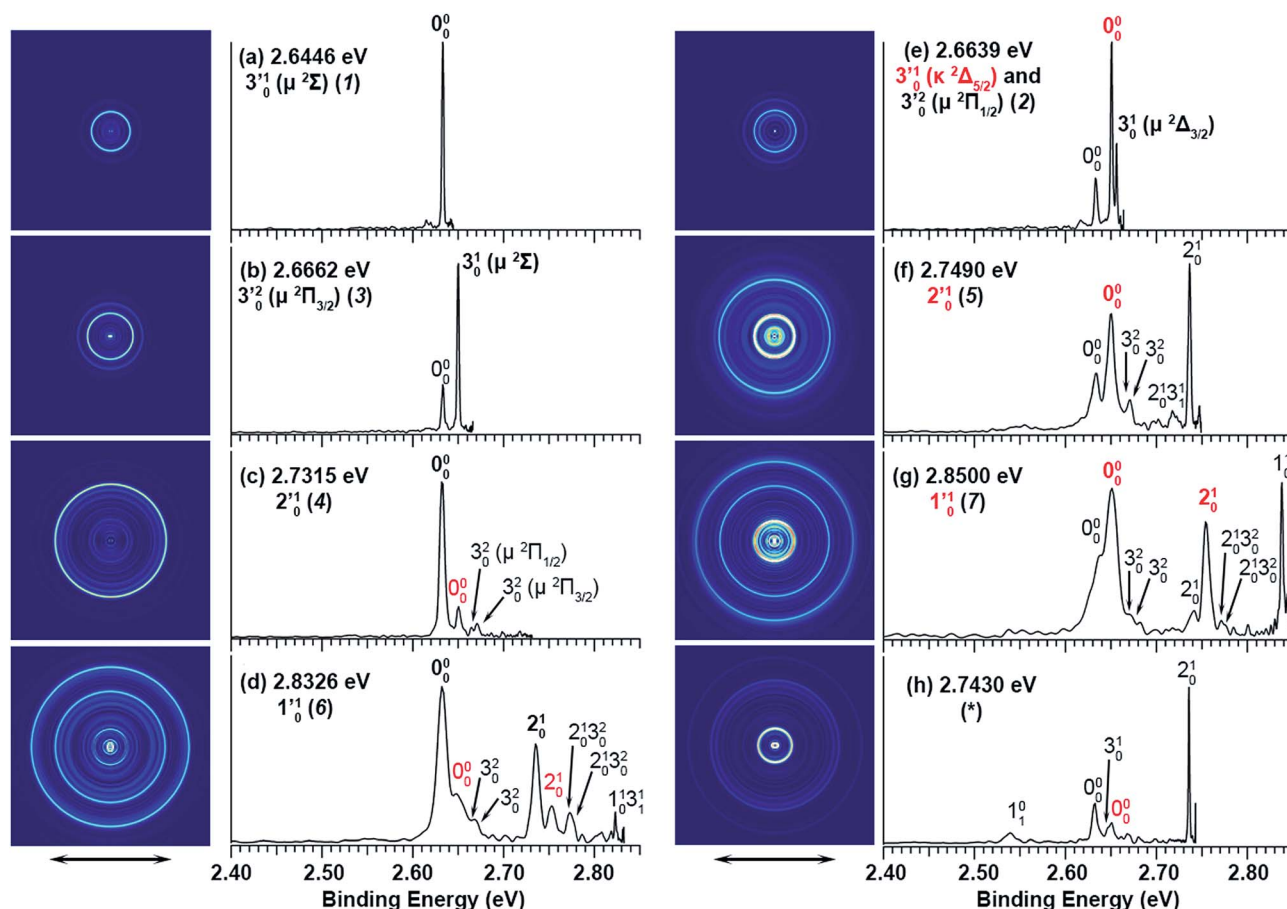 (a) 2.6446 eV
3'¹₀ (μ ²Σ) (1)
0⁰₀
(b) 2.6662 eV
3'²₀ (μ ²Π₃/₂) (3)
3¹₀ (μ ²Σ)
0⁰₀
(c) 2.7315 eV
2'¹₀ (4)
0⁰₀
0⁰₀
3²₀ (μ ²Π₁/₂)
3²₀ (μ ²Π₃/₂)
(d) 2.8326 eV
1'¹₀ (6)
0⁰₀
0⁰₀
3²₀
3²₀
2¹₀
2¹₀
2¹₀3²₀
2¹₀3²₀
1¹₀3¹₁
2.40 2.50 2.60 2.70 2.80
Binding Energy (eV)
(e) 2.6639 eV
3'¹₀ (κ ²Δ₅/₂) and
3'²₀ (μ ²Π₁/₂) (2)
0⁰₀
3¹₀ (μ ²Δ₃/₂)
0⁰₀
(f) 2.7490 eV
2'¹₀ (5)
0⁰₀
0⁰₀
3²₀
3²₀
2¹₀3¹₁
2¹₀
(g) 2.8500 eV
1'¹₀ (7)
0⁰₀
0⁰₀
3²₀
3²₀
2¹₀
2¹₀
2¹₀3²₀
2¹₀3²₀
(h) 2.7430 eV
(*)
1⁰₁
0⁰₀
3¹₀
0⁰₀
2¹₀
2.40 2.50 2.60 2.70 2.80
Binding Energy (eV)